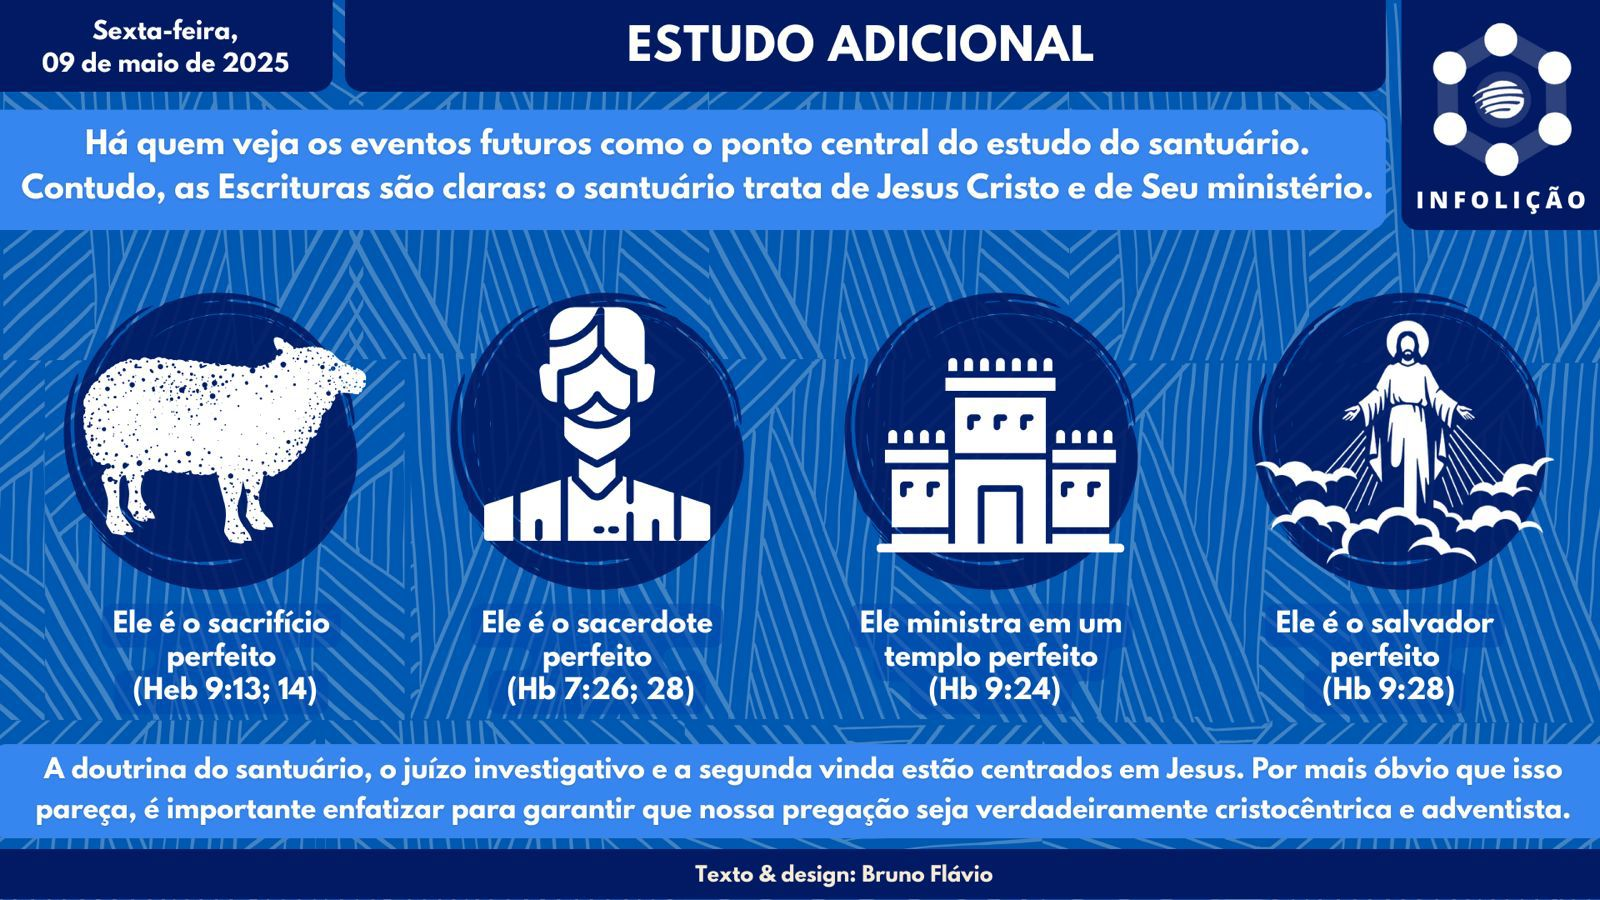 Sexta-feira,
09 de maio de 2025
ESTUDO ADICIONAL
INFOLIÇÃO
Há quem veja os eventos futuros como o ponto central do estudo do santuário.
Contudo, as Escrituras são claras: o santuário trata de Jesus Cristo e de Seu ministério.
Ele é o sacrifício
perfeito
(Heb 9:13; 14)
Ele é o sacerdote
perfeito
(Hb 7:26; 28)
Ele ministra em um
templo perfeito
(Hb 9:24)
Ele é o salvador
perfeito
(Hb 9:28)
A doutrina do santuário, o juízo investigativo e a segunda vinda estão centrados em Jesus. Por mais óbvio que isso
pareça, é importante enfatizar para garantir que nossa pregação seja verdadeiramente cristocêntrica e adventista.
Texto & design: Bruno Flávio